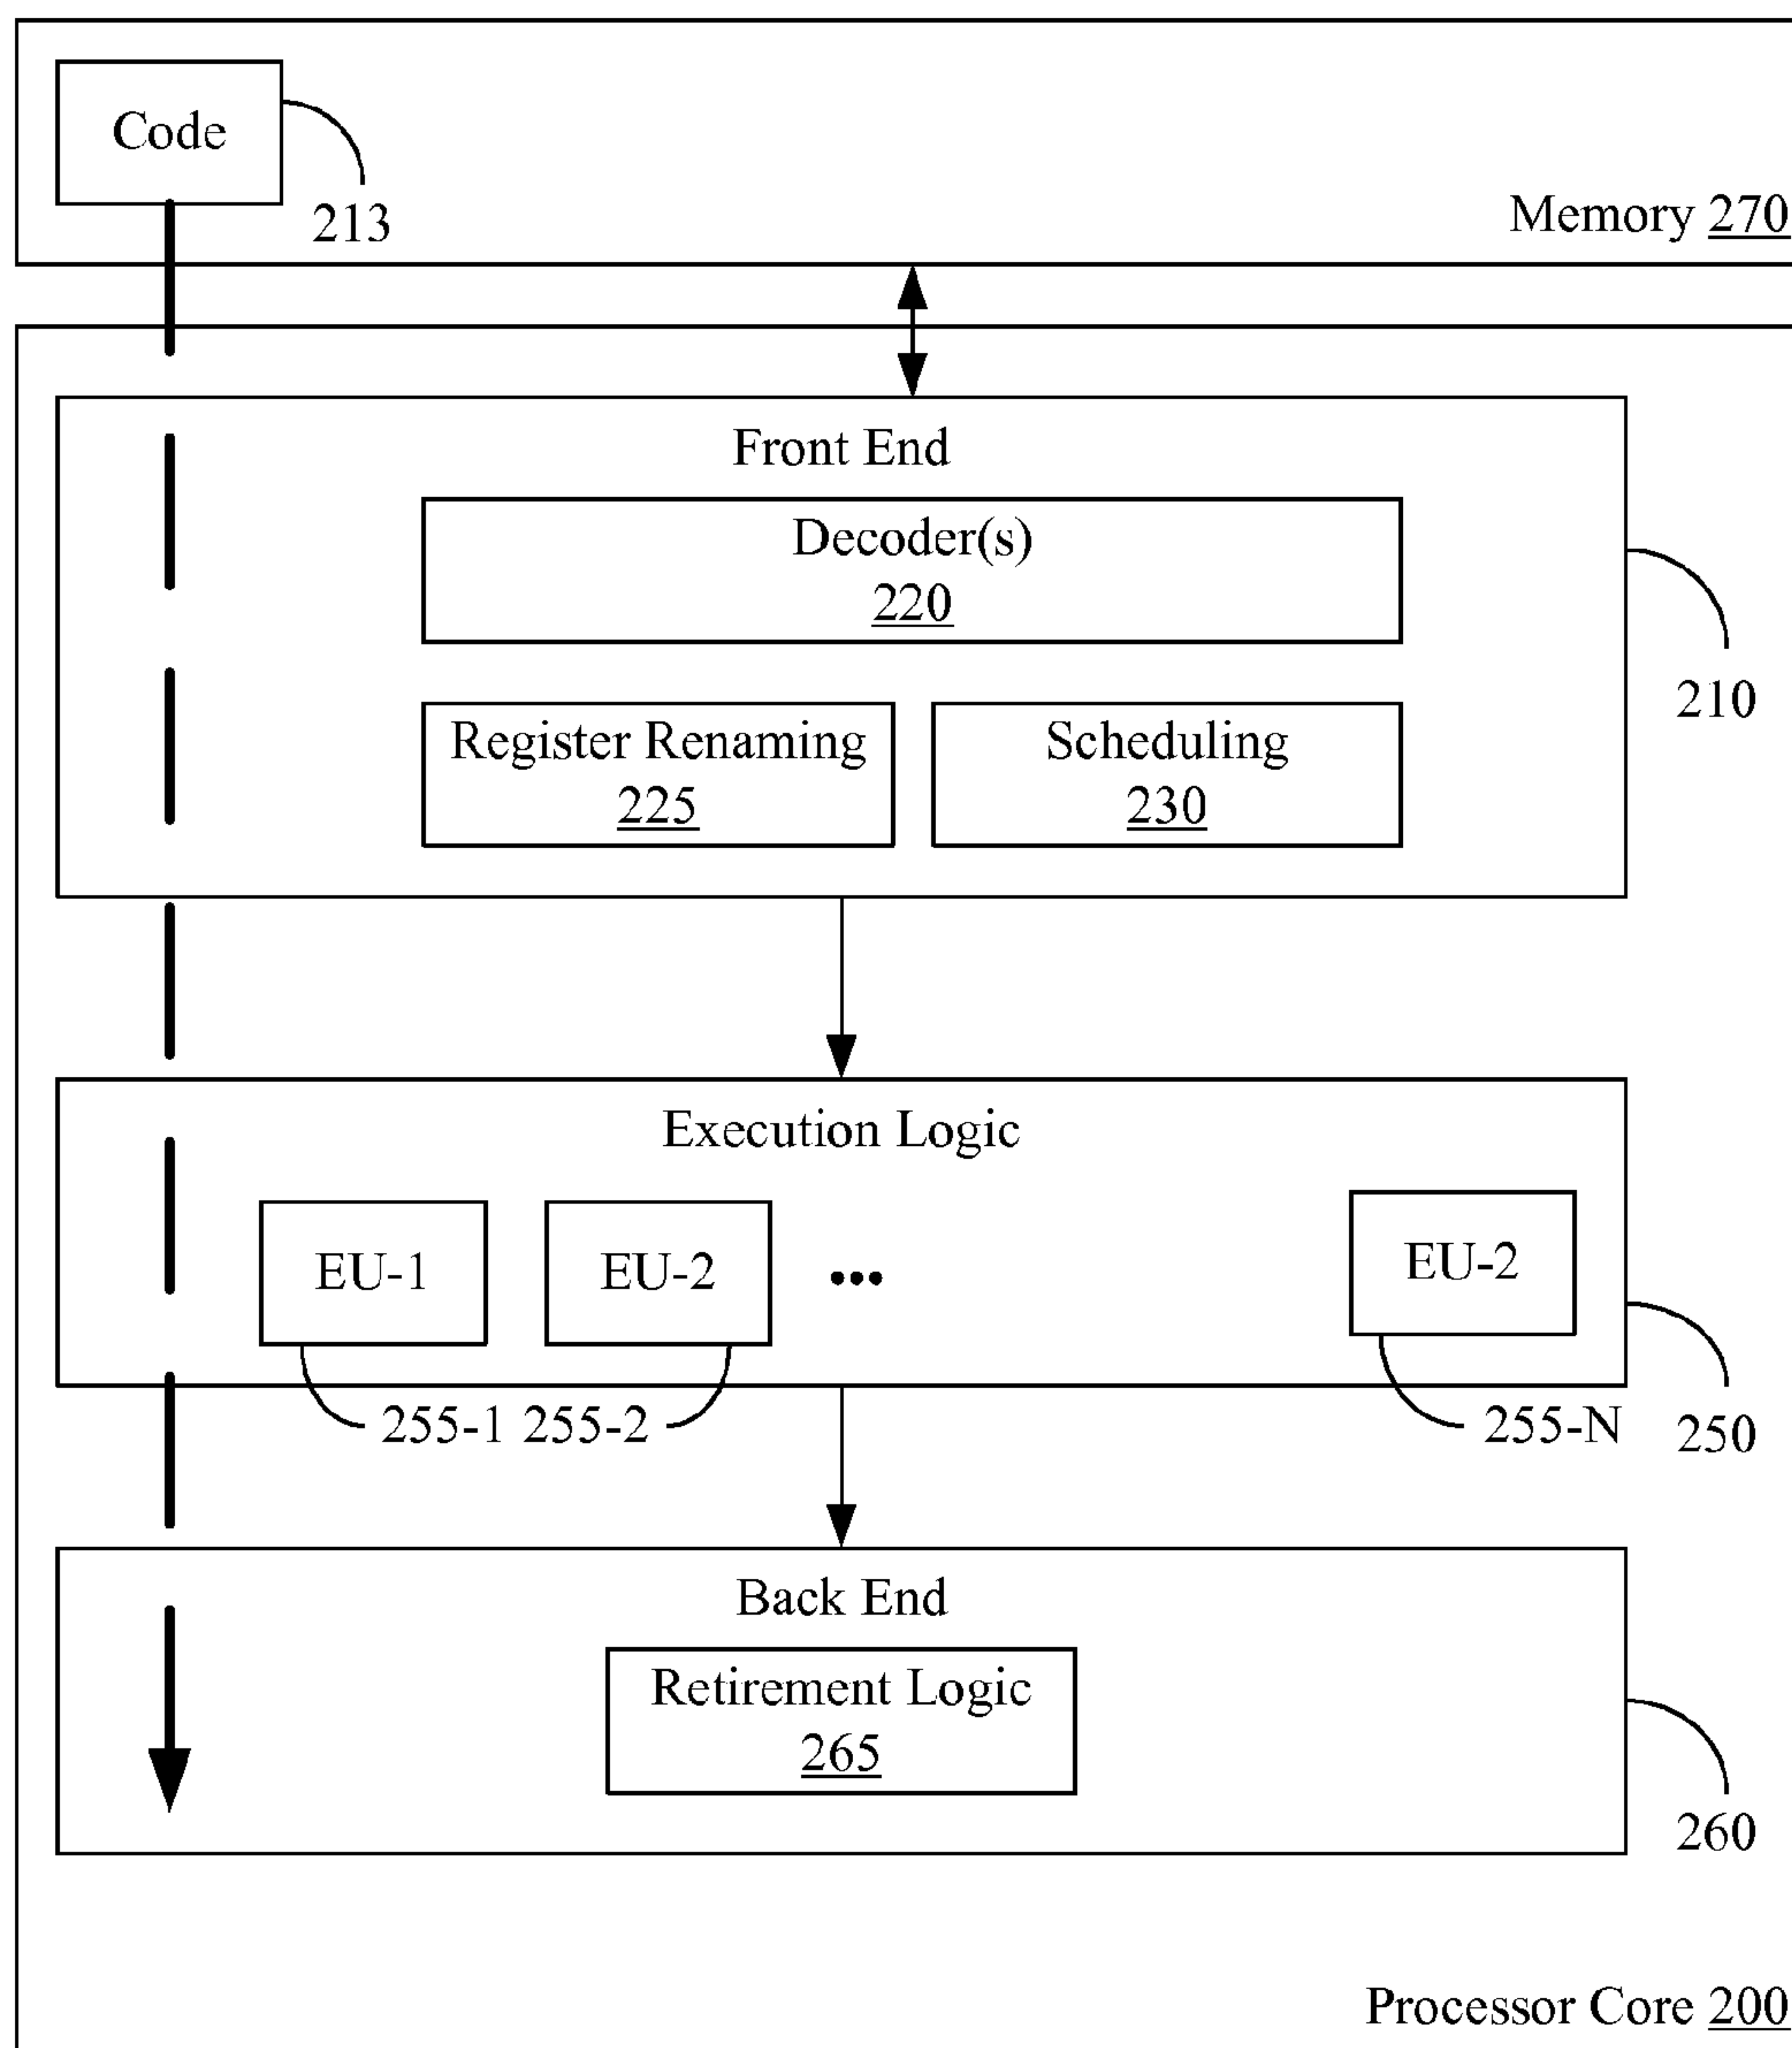 Code
213
Memory 270
Front End
Decoder(s)
220
210
Register Renaming
225
Scheduling
230
Execution Logic
EU-1
EU-2
•••
EU-2
255-1
255-2
255-N
250
Back End
Retirement Logic
265
260
Processor Core 200